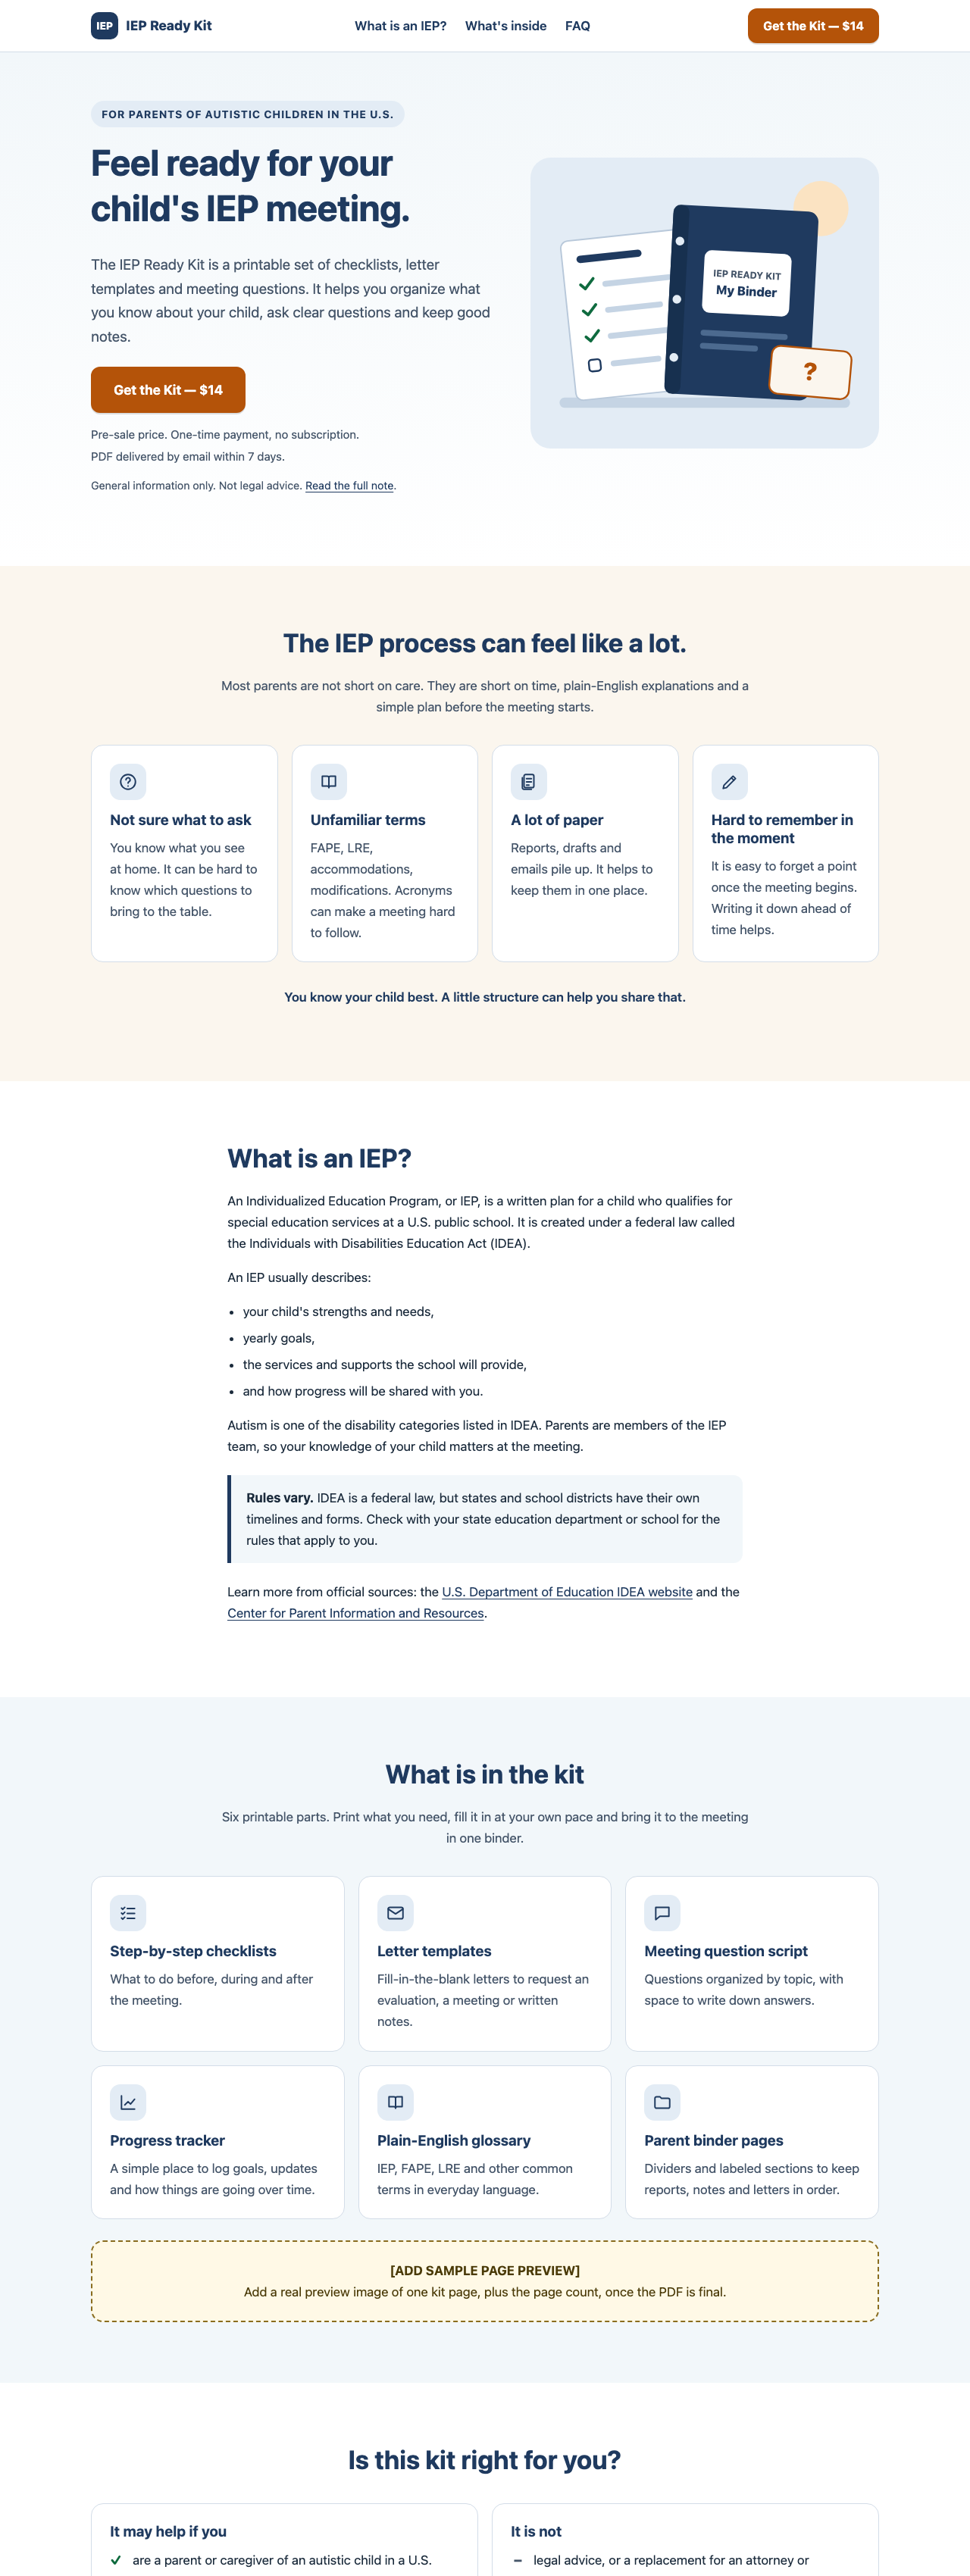 IEP IEP Ready Kit What is an IEP? What's inside FAQ Get the Kit — $14
FOR PARENTS OF AUTISTIC CHILDREN IN THE U.S.
Feel ready for your
child's IEP meeting.
The IEP Ready Kit is a printable set of checklists, letter
templates and meeting questions. It helps you organize what
you know about your child, ask clear questions and keep good
notes.
Get the Kit — $14
Pre-sale price. One-time payment, no subscription.
PDF delivered by email within 7 days.
General information only. Not legal advice. Read the full note.
IEP READY KIT
My Binder
?
The IEP process can feel like a lot.
Most parents are not short on care. They are short on time, plain-English explanations and a
simple plan before the meeting starts.
Not sure what to ask
You know what you see
at home. It can be hard to
know which questions to
bring to the table.
Unfamiliar terms
FAPE, LRE,
accommodations,
modifications. Acronyms
can make a meeting hard
to follow.
A lot of paper
Reports, drafts and
emails pile up. It helps to
keep them in one place.
Hard to remember in
the moment
It is easy to forget a point
once the meeting begins.
Writing it down ahead of
time helps.
You know your child best. A little structure can help you share that.
What is an IEP?
An Individualized Education Program, or IEP, is a written plan for a child who qualifies for
special education services at a U.S. public school. It is created under a federal law called
the Individuals with Disabilities Education Act (IDEA).
An IEP usually describes:
• your child's strengths and needs,
• yearly goals,
• the services and supports the school will provide,
• and how progress will be shared with you.
Autism is one of the disability categories listed in IDEA. Parents are members of the IEP
team, so your knowledge of your child matters at the meeting.
Rules vary. IDEA is a federal law, but states and school districts have their own
timelines and forms. Check with your state education department or school for the
rules that apply to you.
Learn more from official sources: the U.S. Department of Education IDEA website and the
Center for Parent Information and Resources.
What is in the kit
Six printable parts. Print what you need, fill it in at your own pace and bring it to the meeting
in one binder.
Step-by-step checklists
What to do before, during and after
the meeting.
Letter templates
Fill-in-the-blank letters to request an
evaluation, a meeting or written
notes.
Meeting question script
Questions organized by topic, with
space to write down answers.
Progress tracker
A simple place to log goals, updates
and how things are going over time.
Plain-English glossary
IEP, FAPE, LRE and other common
terms in everyday language.
Parent binder pages
Dividers and labeled sections to keep
reports, notes and letters in order.
[ADD SAMPLE PAGE PREVIEW]
Add a real preview image of one kit page, plus the page count, once the PDF is final.
Is this kit right for you?
It may help if you
are a parent or caregiver of an autistic child in a U.S.
It is not
– legal advice, or a replacement for an attorney or